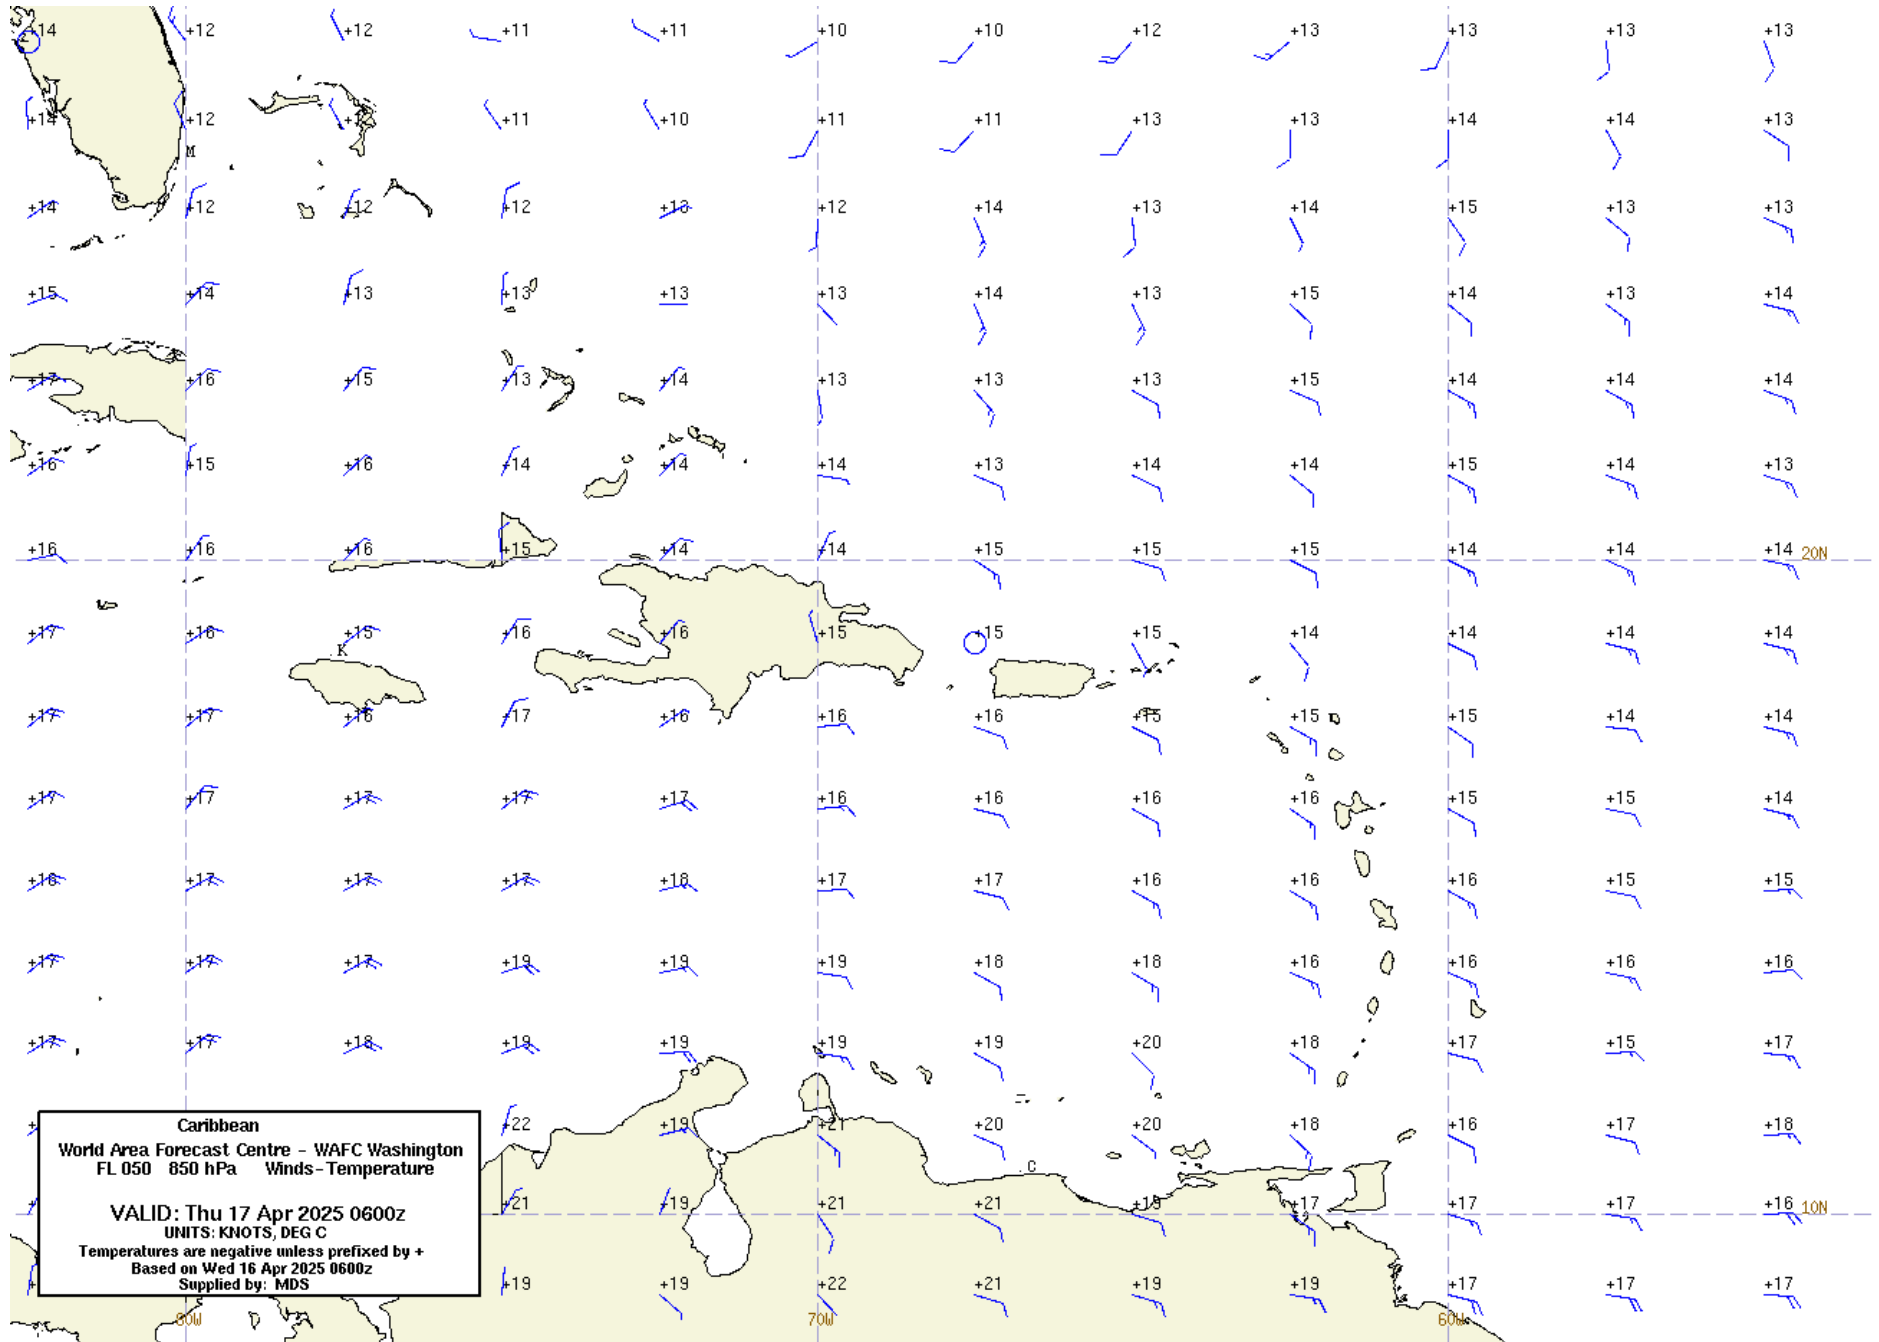 +14 +12 +12 +11 +11 +10 +10 +12 +13 +13 +13 +13
+14 +12 +11 +10 +11 +11 +13 +13 +14 +14 +13
M
+14 +12 +12 +12 +13 +12 +14 +13 +14 +15 +13 +13
+15 +14 +13 +13 +13 +13 +14 +13 +15 +14 +13 +14
+17 +16 +15 +13 +14 +13 +13 +13 +15 +14 +14 +14
+16 +15 +16 +14 +14 +14 +13 +14 +14 +15 +14 +13
+16 +16 +16 +15 +14 +14 +15 +15 +15 +14 +14 +14 20N
+17 +16 +15 +16 +16 +15 +15 +15 +14 +14 +14 +14
K
+17 +17 +16 +17 +16 +16 +16 +15 +15 +15 +14 +14
+17 +17 +17 +17 +17 +16 +16 +16 +16 +15 +15 +14
+18 +17 +17 +17 +18 +17 +17 +16 +16 +16 +15 +15
+17 +17 +17 +19 +19 +19 +18 +18 +16 +16 +16 +16
+17 +17 +18 +19 +19 +19 +19 +20 +18 +17 +15 +17
+22 +19 +21 +20 +20 +18 +16 +17 +18
C
+21 +19 +21 +21 +19 +17 +17 +17 +16 10N
+19 +19 +22 +21 +19 +19 +17 +17 +17
80W 70W 60W
Caribbean
World Area Forecast Centre - WAFC Washington
FL 050 850 hPa Winds-Temperature
VALID: Thu 17 Apr 2025 0600z
UNITS: KNOTS, DEG C
Temperatures are negative unless prefixed by +
Based on Wed 16 Apr 2025 0600z
Supplied by: MDS